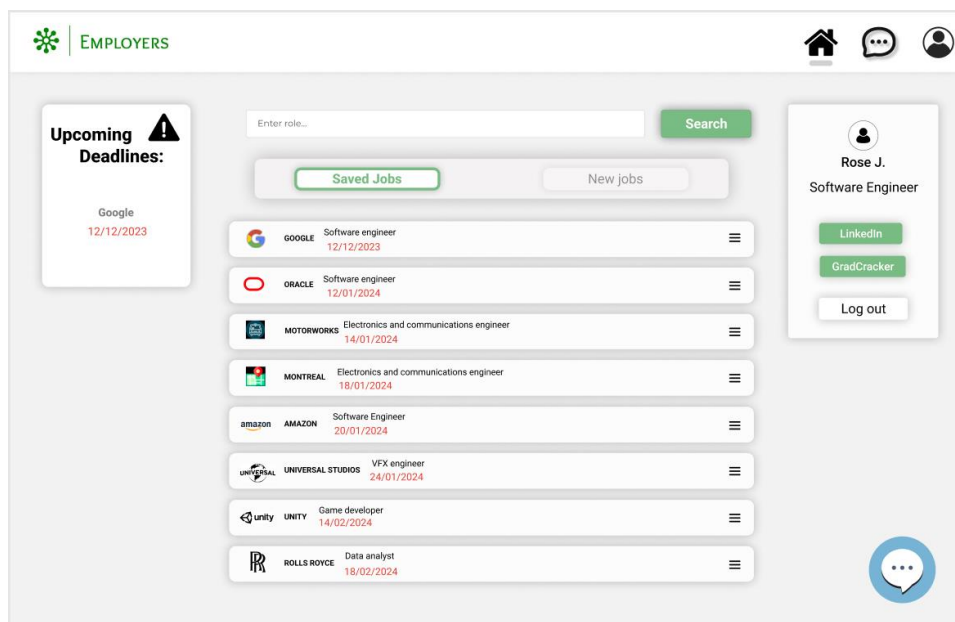 EMPLOYERS
Upcoming
Deadlines:
Google
12/12/2023
Enter role...
Search
Saved Jobs
New jobs
GOOGLE Software engineer
12/12/2023
ORACLE Software engineer
12/01/2024
MOTORWORKS Electronics and communications engineer
14/01/2024
MONTREAL Electronics and communications engineer
18/01/2024
amazon AMAZON Software Engineer
20/01/2024
UNIVERSAL UNIVERSAL STUDIOS VFX engineer
24/01/2024
unity UNITY Game developer
14/02/2024
RR ROLLS ROYCE Data analyst
18/02/2024
Rose J.
Software Engineer
LinkedIn
GradCracker
Log out